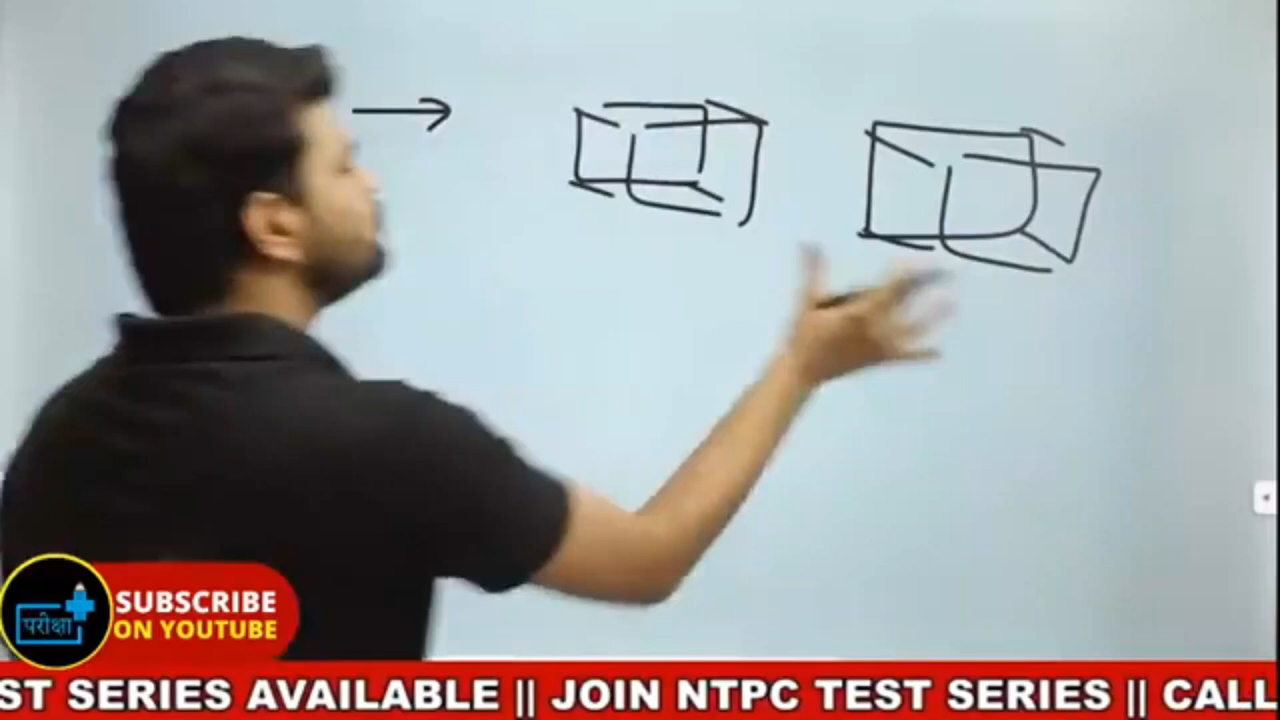 परीक्षा
SUBSCRIBE
ON YOUTUBE
ST SERIES AVAILABLE || JOIN NTPC TEST SERIES || CALL